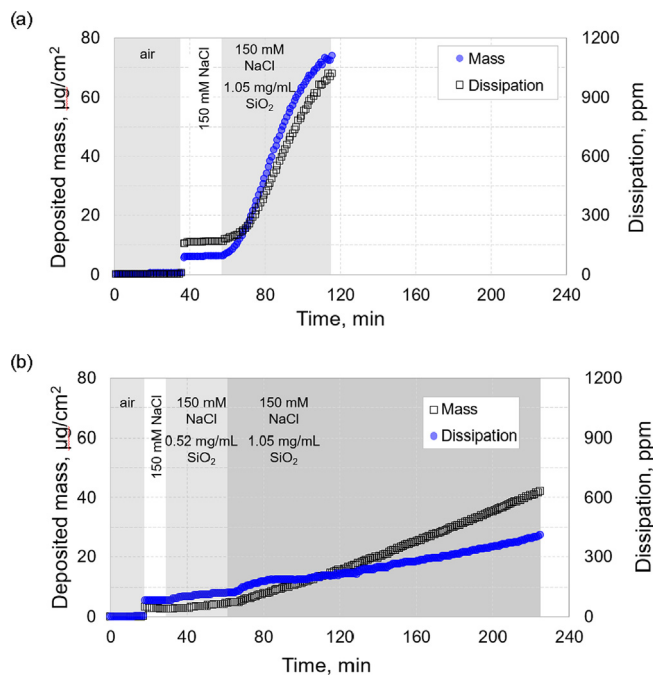 (a)
80
60
40
20
0
Deposited mass, µg/cm²
air
150 mM NaCl
150 mM
NaCl
1.05 mg/mL
SiO₂
Mass
Dissipation
1200
900
600
300
0
Dissipation, ppm
0 40 80 120 160 200 240
Time, min
(b)
80
60
40
20
0
Deposited mass, µg/cm²
air
150 mM NaCl
150 mM
NaCl
0.52 mg/mL
SiO₂
150 mM
NaCl
1.05 mg/mL
SiO₂
Mass
Dissipation
1200
900
600
300
0
Dissipation, ppm
0 40 80 120 160 200 240
Time, min